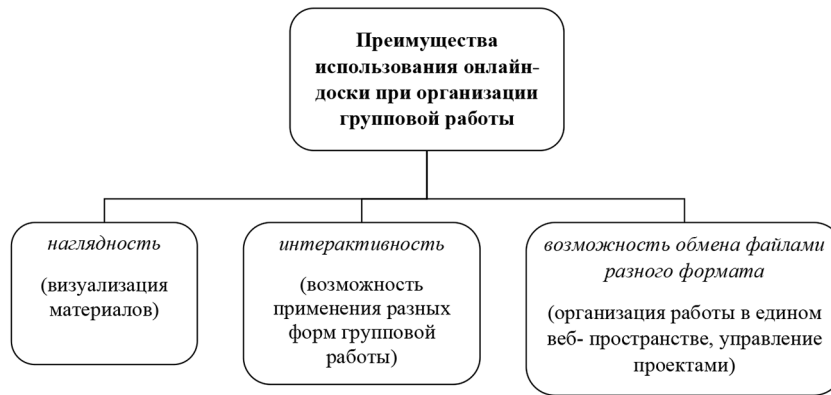 Преимущества
использования онлайн-
доски при организации
групповой работы
наглядность
(визуализация
материалов)
интерактивность
(возможность
применения разных
форм групповой
работы)
возможность обмена файлами
разного формата
(организация работы в едином
веб- пространстве, управление
проектами)